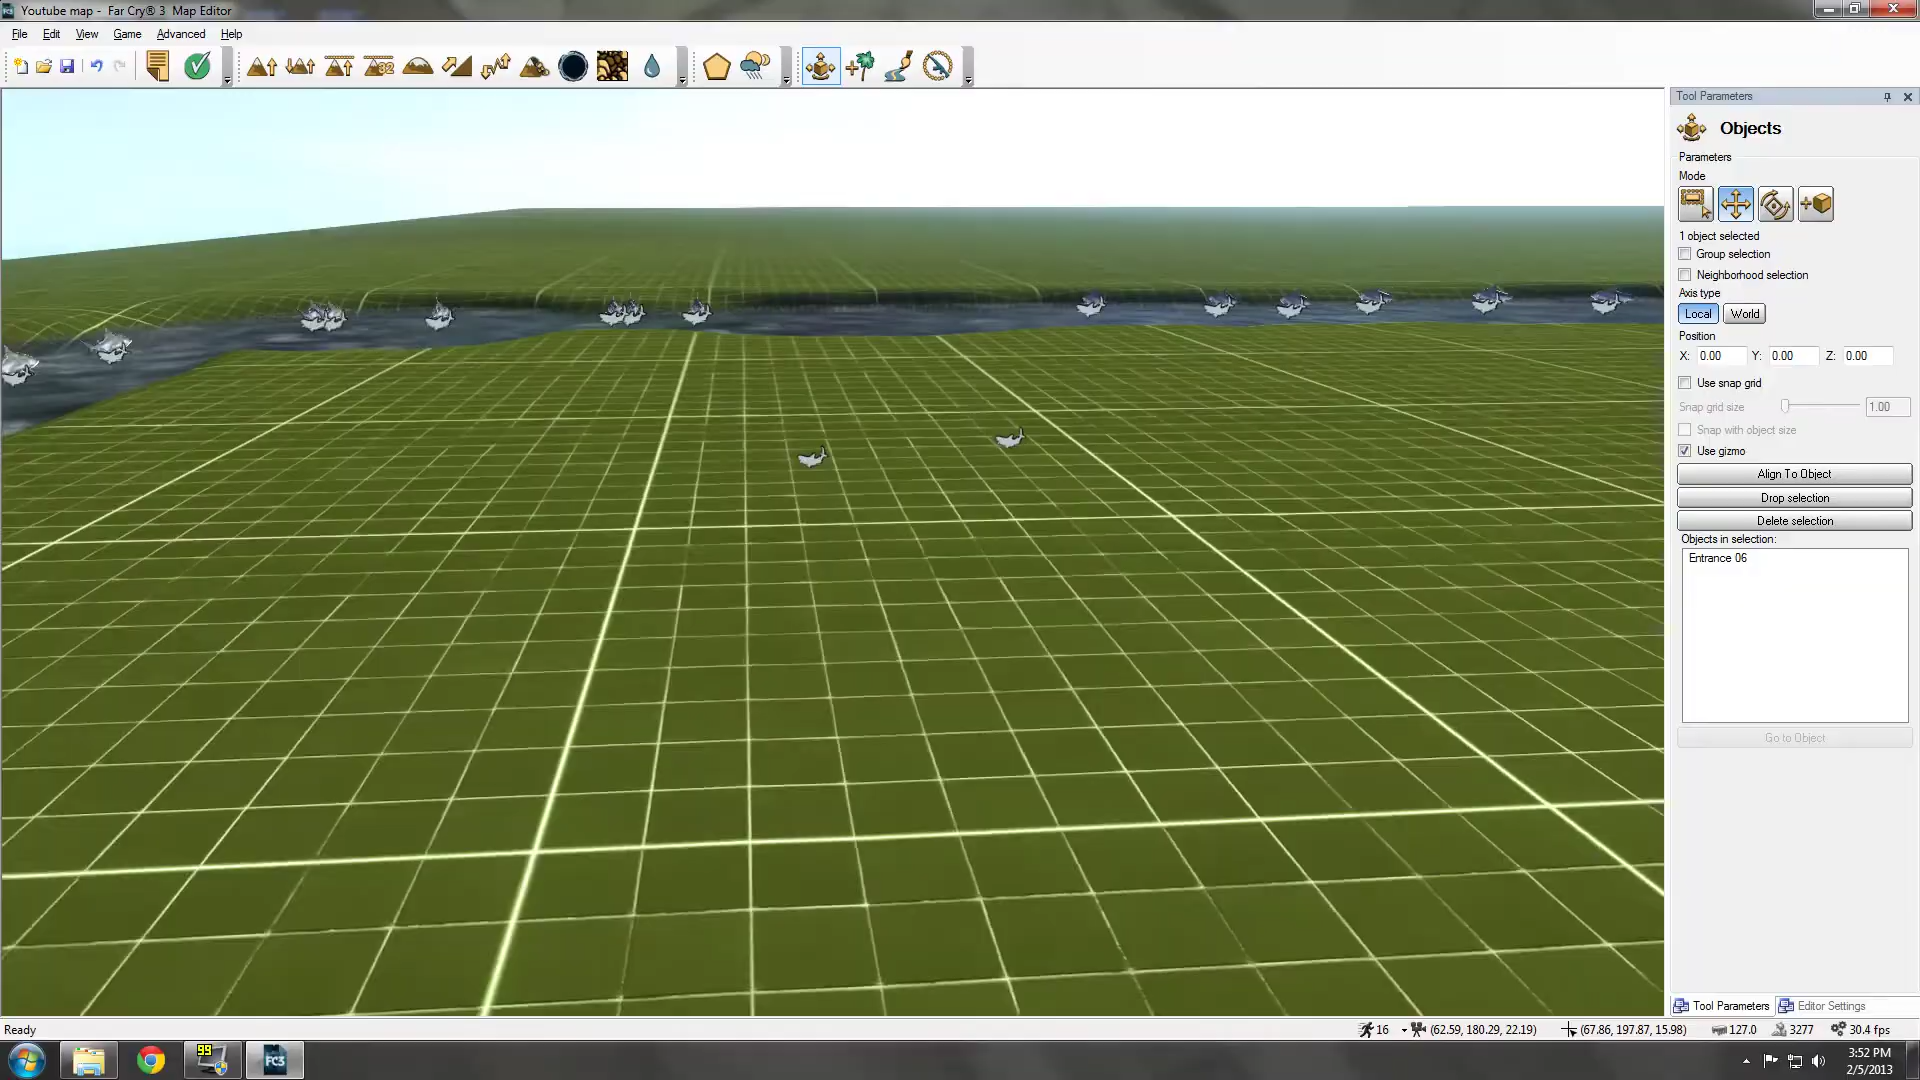 Youtube map - Far Cry® 3 Map Editor
File Edit View Game Advanced Help
32
Tool Parameters
Objects
Parameters
Mode
1 object selected
Group selection
Neighborhood selection
Axis type
Local World
Position
X: 0.00 Y: 0.00 Z: 0.00
Use snap grid
Snap grid size 1.00
Snap with object size
Use gizmo
Align To Object
Drop selection
Delete selection
Objects in selection:
Entrance 06
Go to Object
Tool Parameters Editor Settings
Ready 16 (62.59, 180.29, 22.19) (67.86, 197.87, 15.98) 127.0 3277 30.4 fps
99 FC3
3:52 PM
2/5/2013